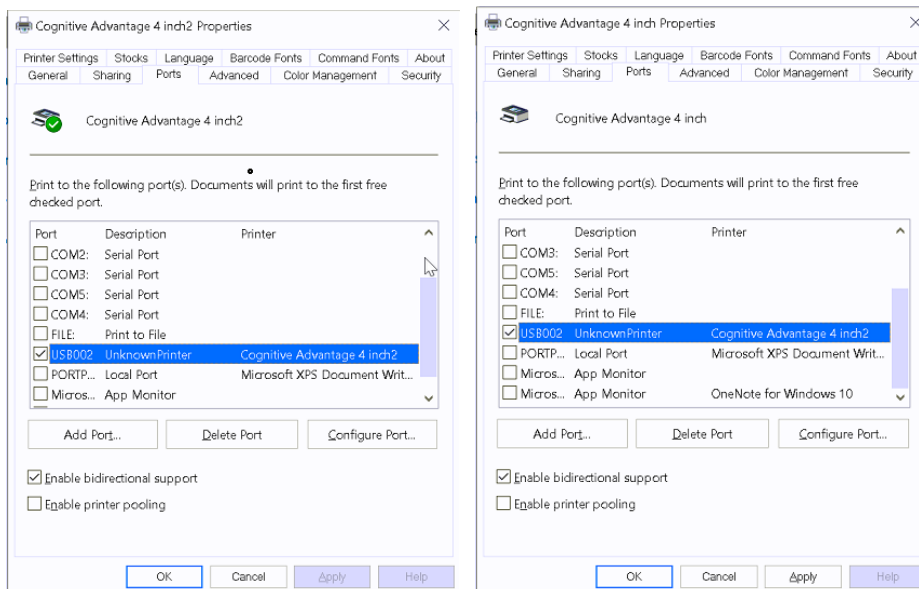 Cognitive Advantage 4 inch2 Properties
Printer Settings Stocks Language Barcode Fonts Command Fonts About
General Sharing Ports Advanced Color Management Security
Cognitive Advantage 4 inch2
Print to the following port(s). Documents will print to the first free
checked port.
Port Description Printer
COM2: Serial Port
COM3: Serial Port
COM5: Serial Port
COM4: Serial Port
FILE: Print to File
USB002 UnknownPrinter Cognitive Advantage 4 inch2
PORTP... Local Port Microsoft XPS Document Writ...
Micros... App Monitor
Add Port... Delete Port Configure Port...
Enable bidirectional support
Enable printer pooling
OK Cancel Apply Help
Cognitive Advantage 4 inch Properties
Printer Settings Stocks Language Barcode Fonts Command Fonts About
General Sharing Ports Advanced Color Management Security
Cognitive Advantage 4 inch
Print to the following port(s). Documents will print to the first free
checked port.
Port Description Printer
COM3: Serial Port
COM5: Serial Port
COM4: Serial Port
FILE: Print to File
USB002 UnknownPrinter Cognitive Advantage 4 inch2
PORTP... Local Port Microsoft XPS Document Writ...
Micros... App Monitor
Micros... App Monitor OneNote for Windows 10
Add Port... Delete Port Configure Port...
Enable bidirectional support
Enable printer pooling
OK Cancel Apply Help